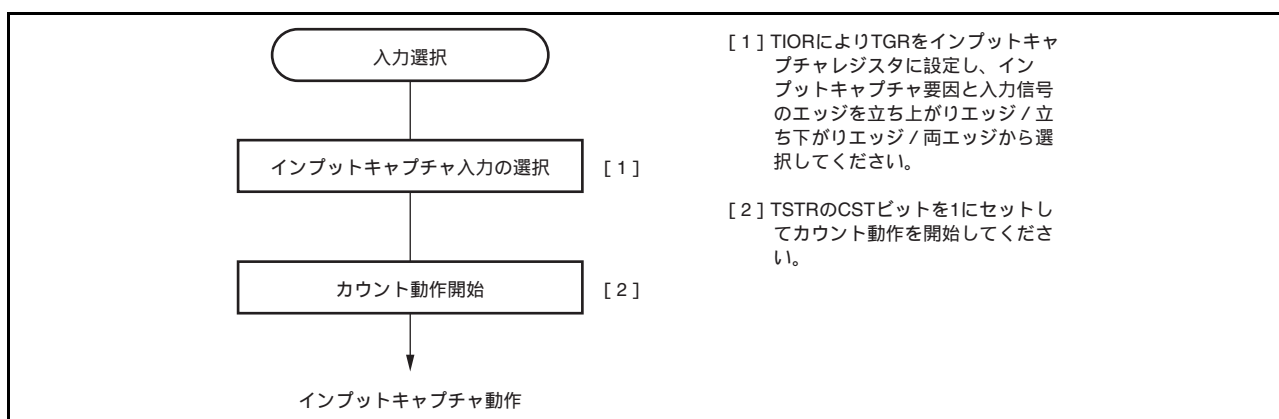 入力選択
インプットキャプチャ入力の選択 [ 1 ]
カウント動作開始 [ 2 ]
インプットキャプチャ動作
[ 1 ] TIORによりTGRをインプットキャ
プチャレジスタに設定し、イン
プットキャプチャ要因と入力信号
のエッジを立ち上がりエッジ / 立
ち下がりエッジ / 両エッジから選
択してください。
[ 2 ] TSTRのCSTビットを1にセットし
てカウント動作を開始してくださ
い。